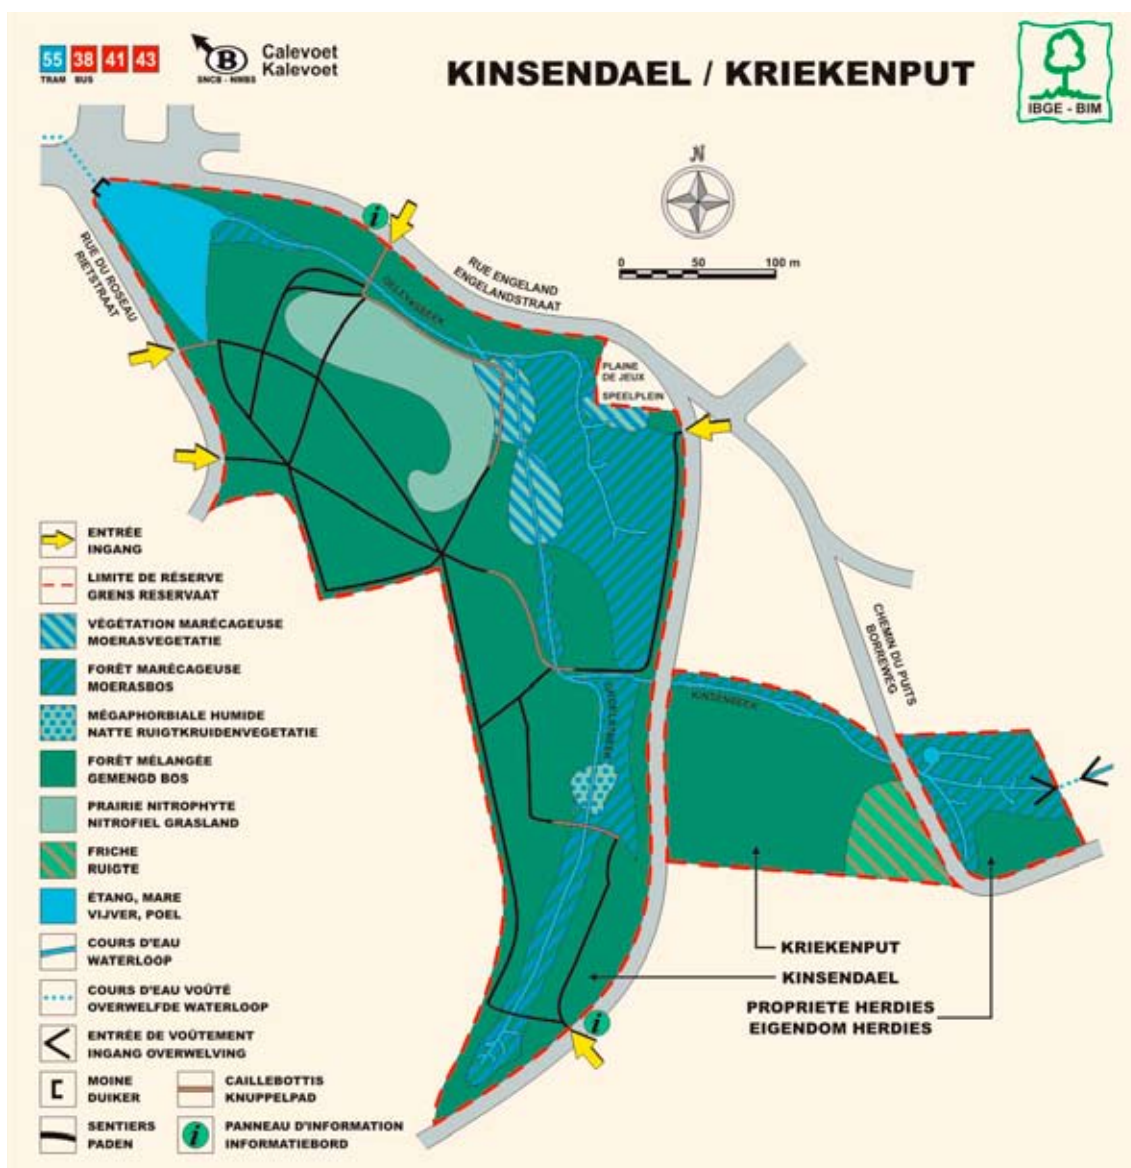 55 38 41 43
TRAM BUS
B
SNCB - NMBS
Calevoet
Kalevoet
KINSENDAEL / KRIEKENPUT
IBGE - BIM
N
0 50 100 m
i
RUE DU ROSEAU
RIETSTRAAT
RUE ENGELAND
ENGELANDSTRAAT
PLAINE
DE JEUX
SPEELPLEIN
CHEMIN DU PUITS
BORREWEG
KINSENBEEK
ENTRÉE
INGANG
LIMITE DE RÉSERVE
GRENS RESERVAAT
VÉGÉTATION MARÉCAGEUSE
MOERASVEGETATIE
FORÊT MARÉCAGEUSE
MOERASBOS
MÉGAPHORBIALE HUMIDE
NATTE RUIGTKRUIDENVEGETATIE
FORÊT MÉLANGÉE
GEMENGD BOS
PRAIRIE NITROPHYTE
NITROFIEL GRASLAND
FRICHE
RUIGTE
ÉTANG, MARE
VIJVER, POEL
COURS D'EAU
WATERLOOP
COURS D'EAU VOÛTÉ
OVERWELFDE WATERLOOP
ENTRÉE DE VOÛTEMENT
INGANG OVERWELVING
MOINE
DUIKER
CAILLEBOTTIS
KNUPPELPAD
SENTIERS
PADEN
i
PANNEAU D'INFORMATION
INFORMATIEBORD
KRIEKENPUT
KINSENDAEL
PROPRIETE HERDIES
EIGENDOM HERDIES
i